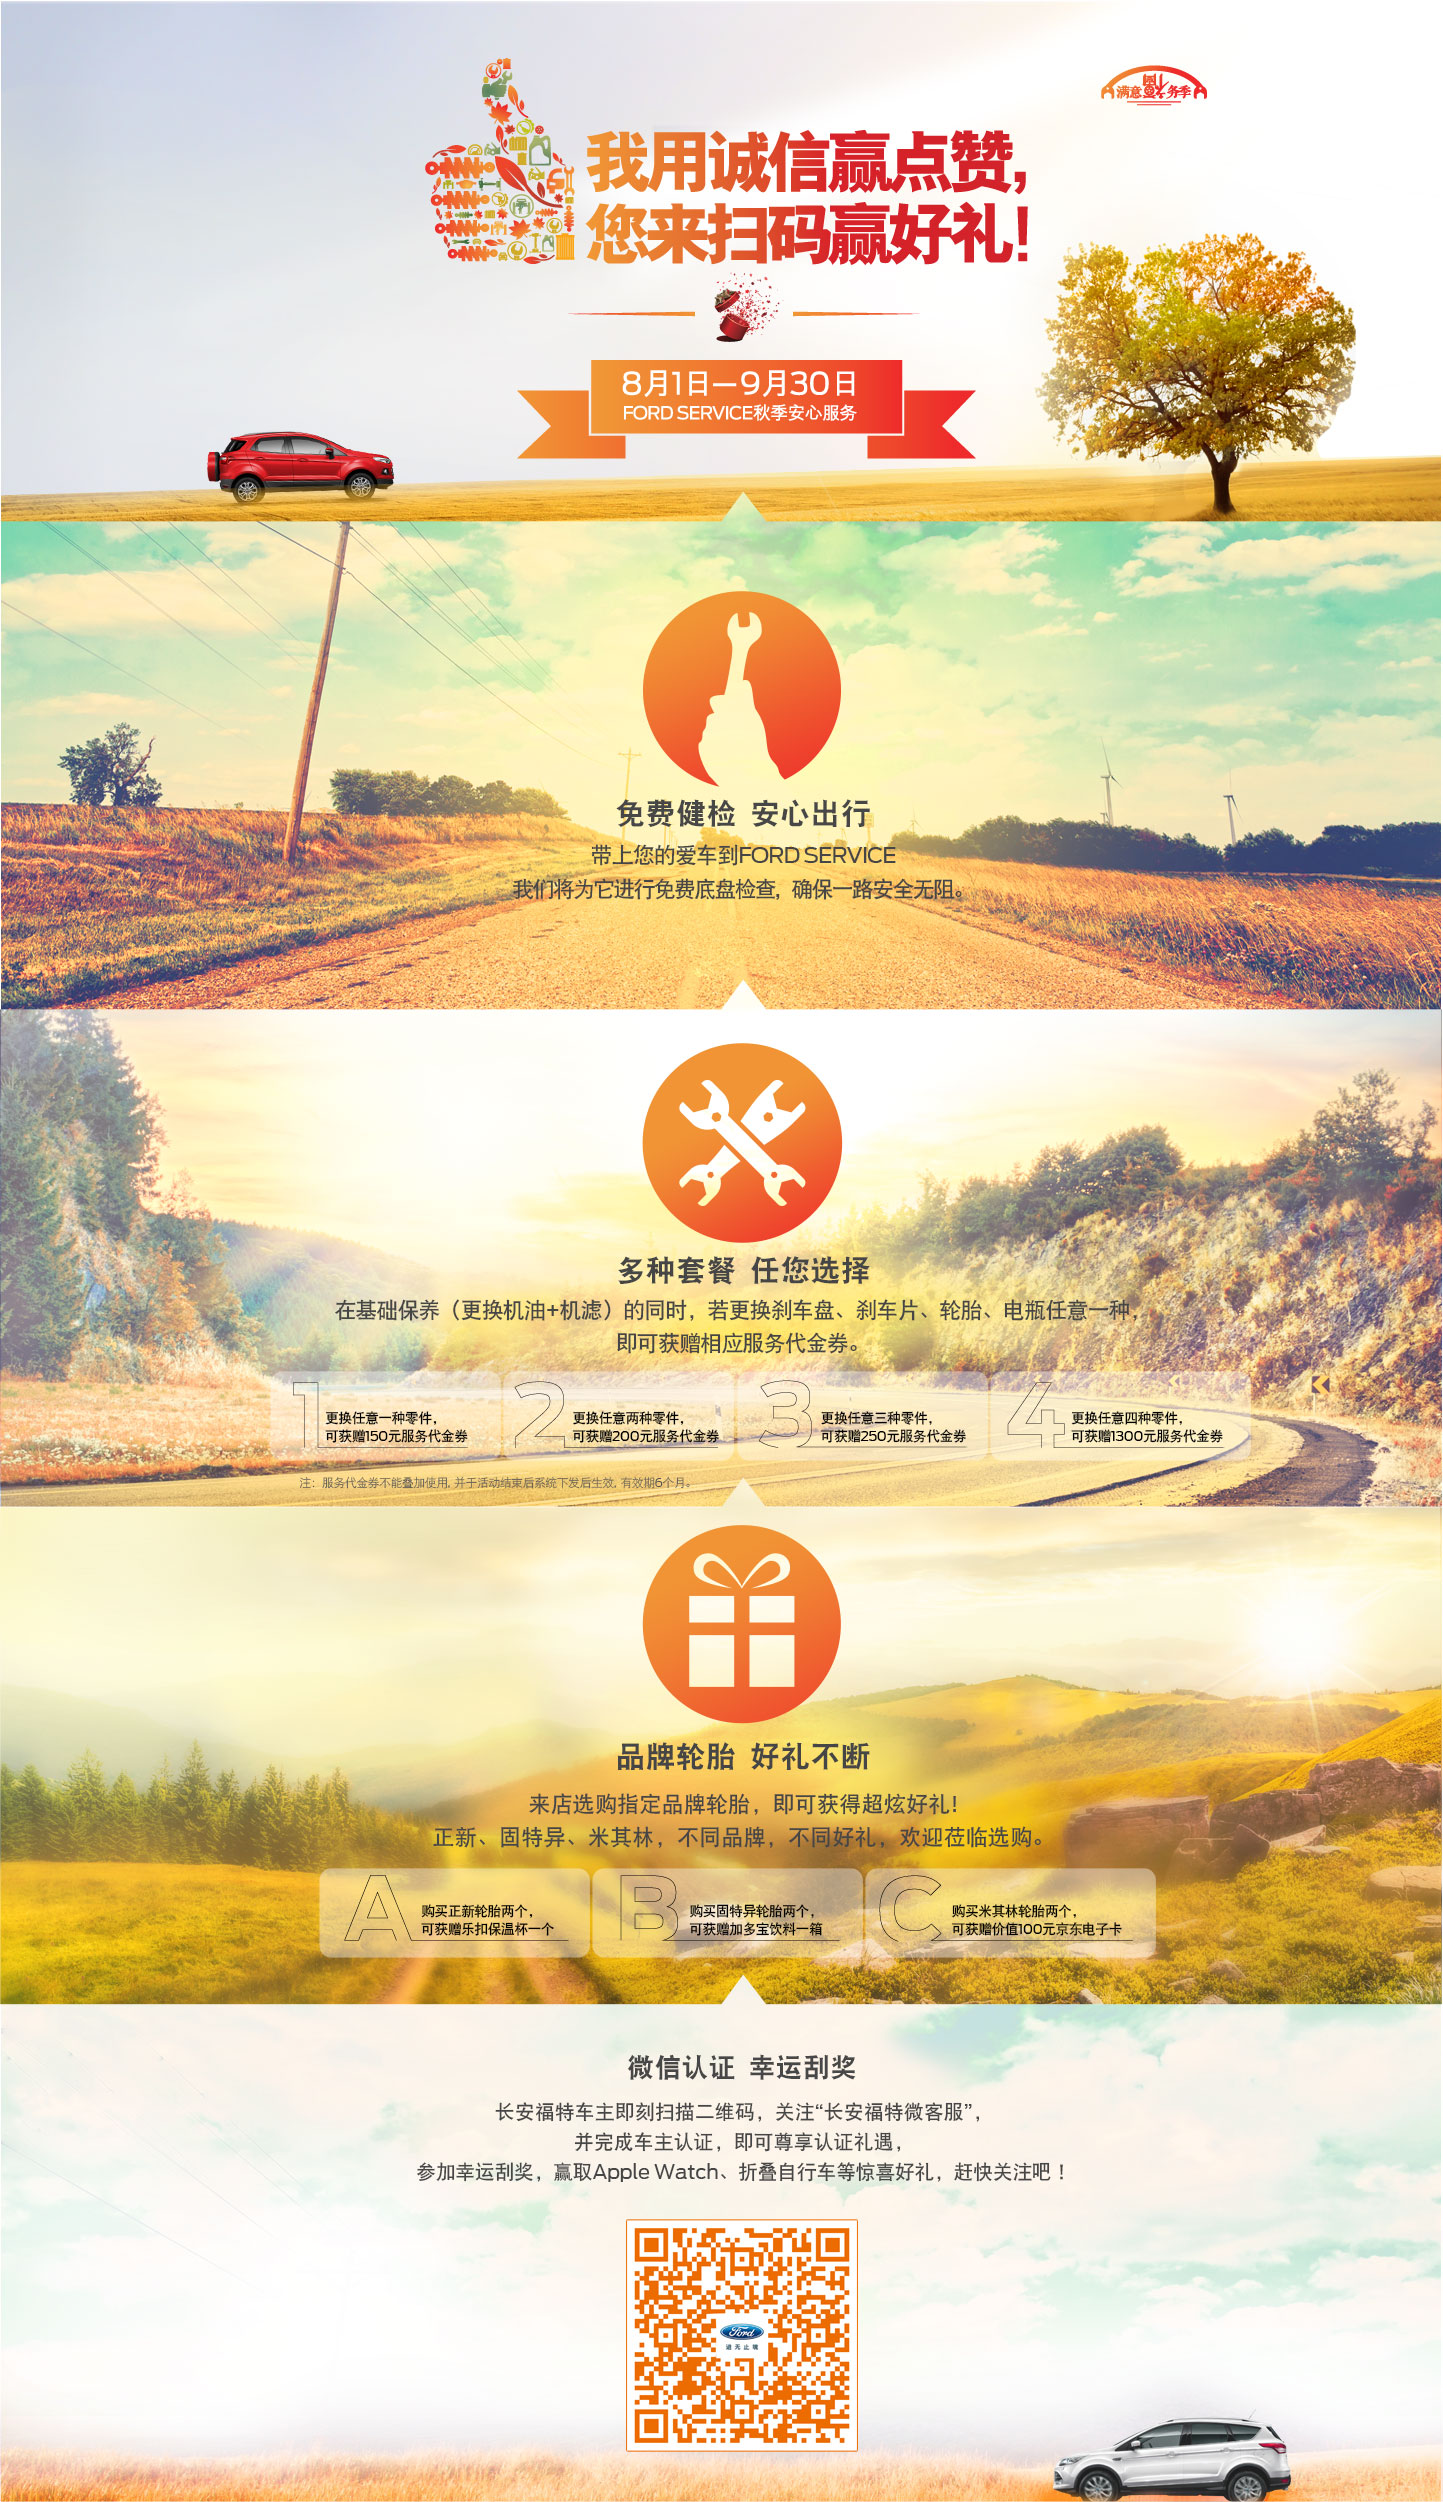 满意服务季
我用诚信赢点赞,
您来扫码赢好礼!
8月1日—9月30日
FORD SERVICE秋季安心服务
免费健检 安心出行
带上您的爱车到FORD SERVICE
我们将为它进行免费底盘检查, 确保一路安全无阻。
多种套餐 任您选择
在基础保养（更换机油+机滤）的同时，若更换刹车盘、刹车片、轮胎、电瓶任意一种，
即可获赠相应服务代金券。
1
更换任意一种零件，
可获赠150元服务代金券
2
更换任意两种零件，
可获赠200元服务代金券
3
更换任意三种零件，
可获赠250元服务代金券
4
更换任意四种零件，
可获赠1300元服务代金券
注：服务代金券不能叠加使用, 并于活动结束后系统下发后生效, 有效期6个月。
品牌轮胎 好礼不断
来店选购指定品牌轮胎，即可获得超炫好礼!
正新、固特异、米其林，不同品牌，不同好礼，欢迎莅临选购。
A
购买正新轮胎两个，
可获赠乐扣保温杯一个
B
购买固特异轮胎两个，
可获赠加多宝饮料一箱
C
购买米其林轮胎两个，
可获赠价值100元京东电子卡
微信认证 幸运刮奖
长安福特车主即刻扫描二维码，关注“长安福特微客服”，
并完成车主认证，即可尊享认证礼遇，
参加幸运刮奖，赢取Apple Watch、折叠自行车等惊喜好礼，赶快关注吧！
Ford
进无止境